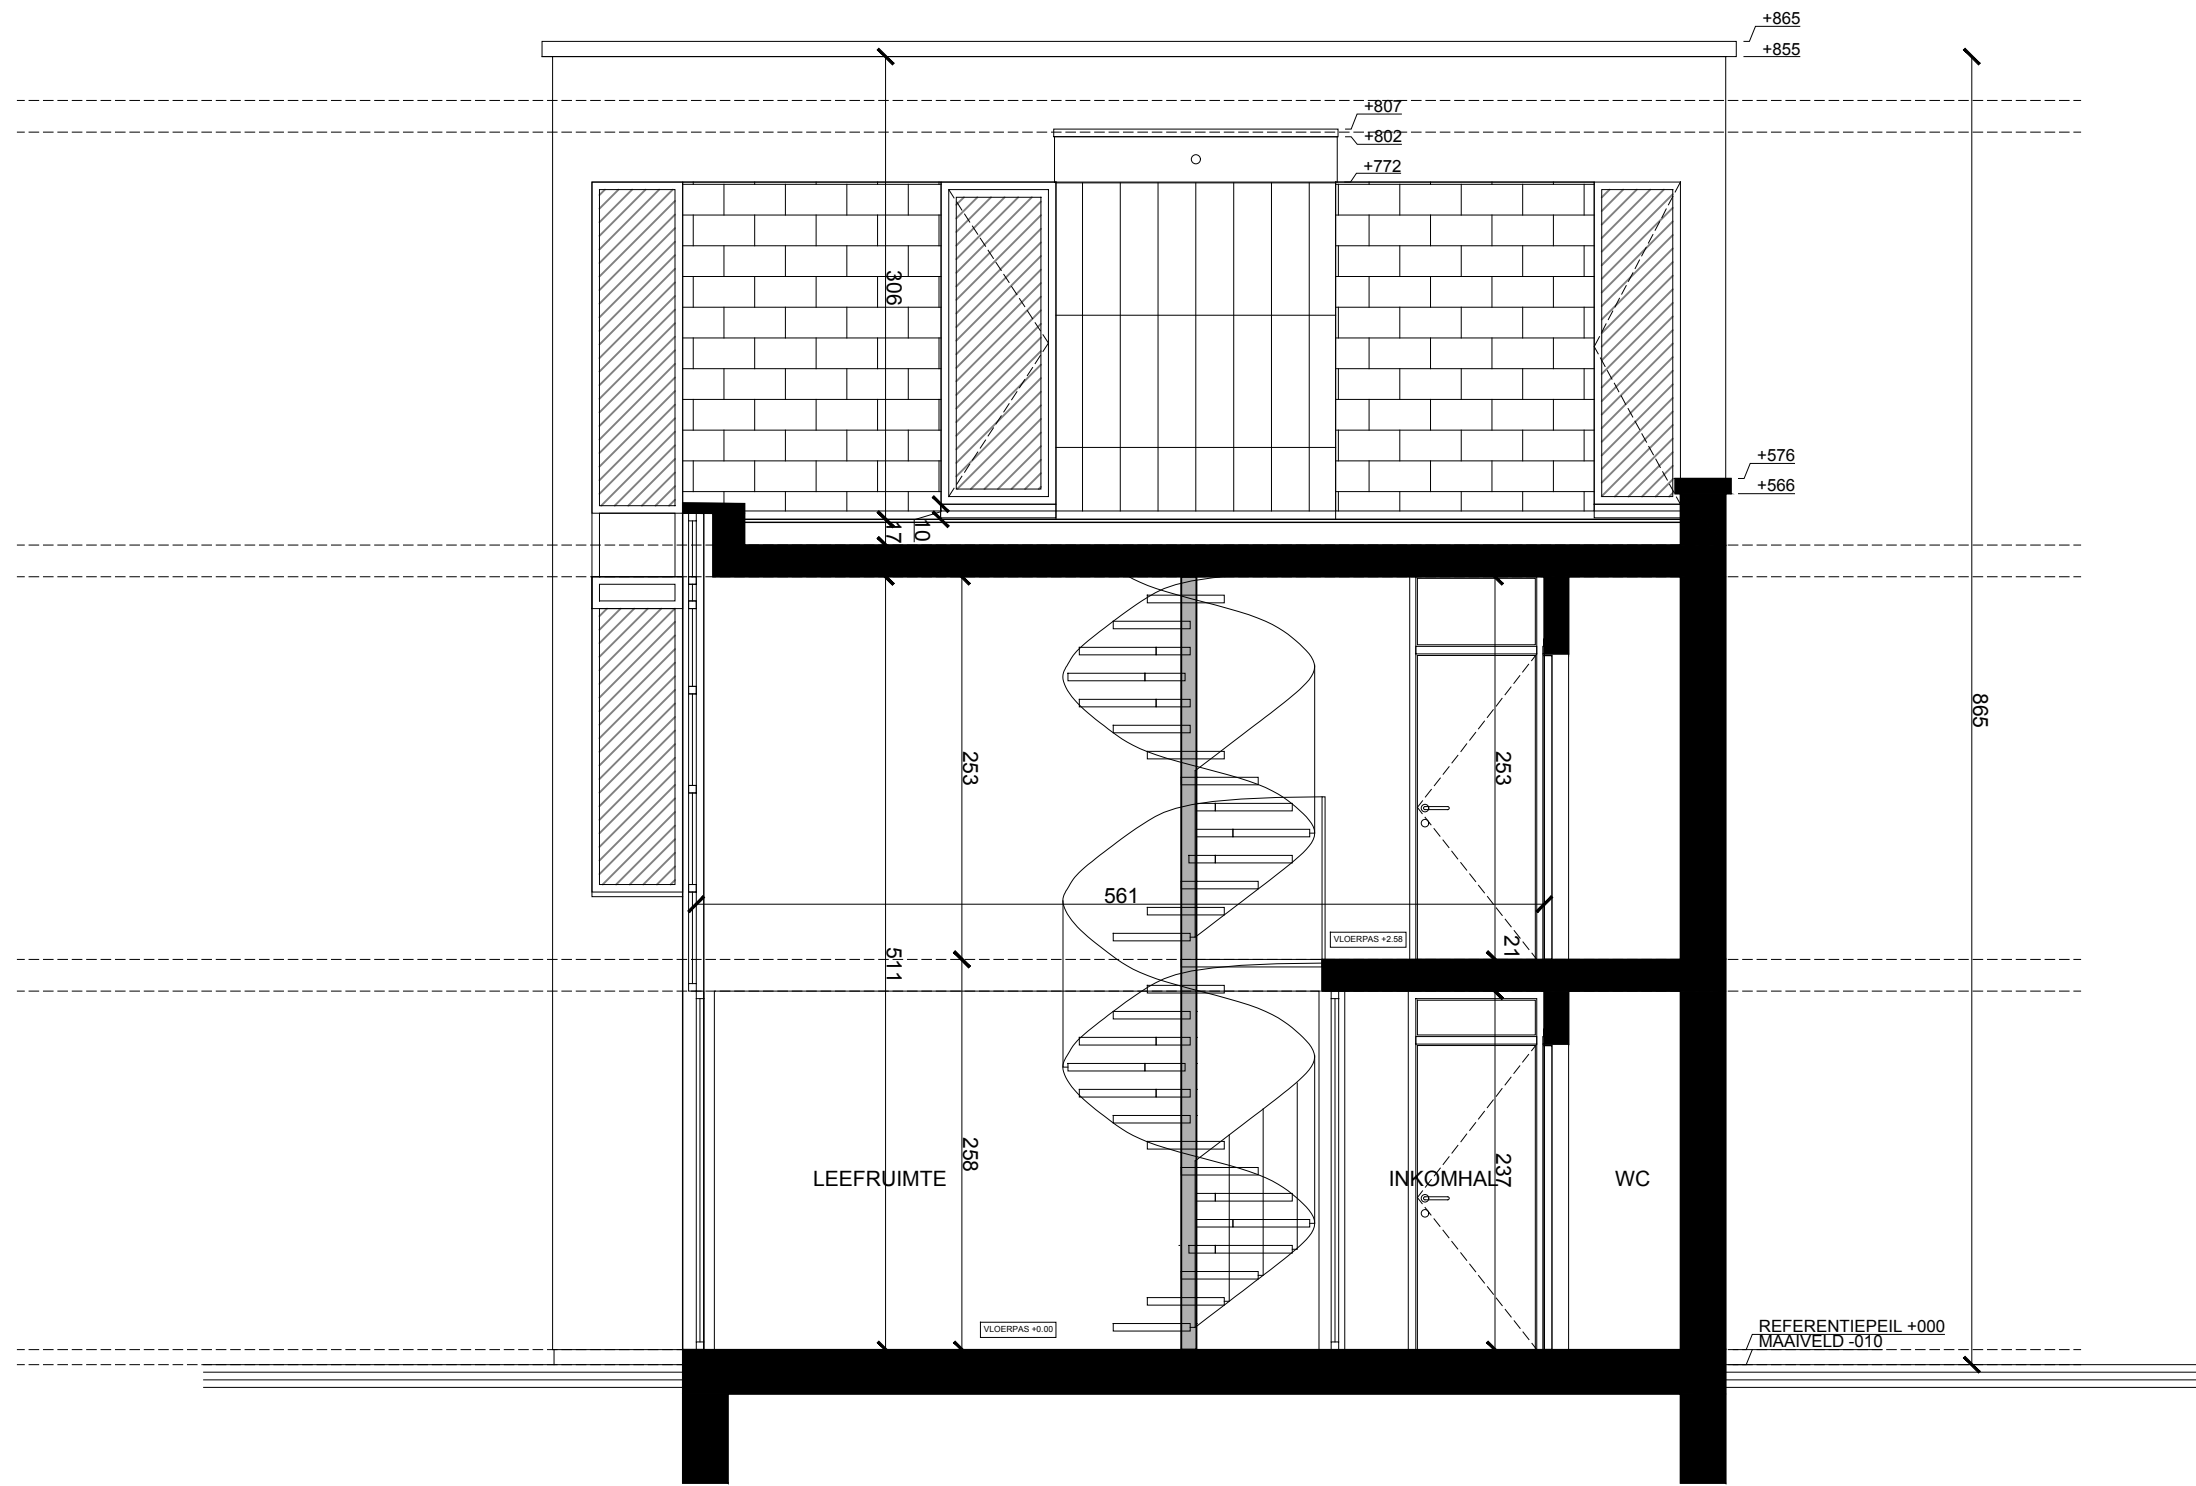 +865
+855
+807
+802
+772
306
+576
+566
17
10
865
253
253
561
VLOERPAS +2.58
21
511
258
237
LEEFRUIMTE
INKOMHAL
WC
VLOERPAS +0.00
REFERENTIEPEIL +000
MAAIVELD -010